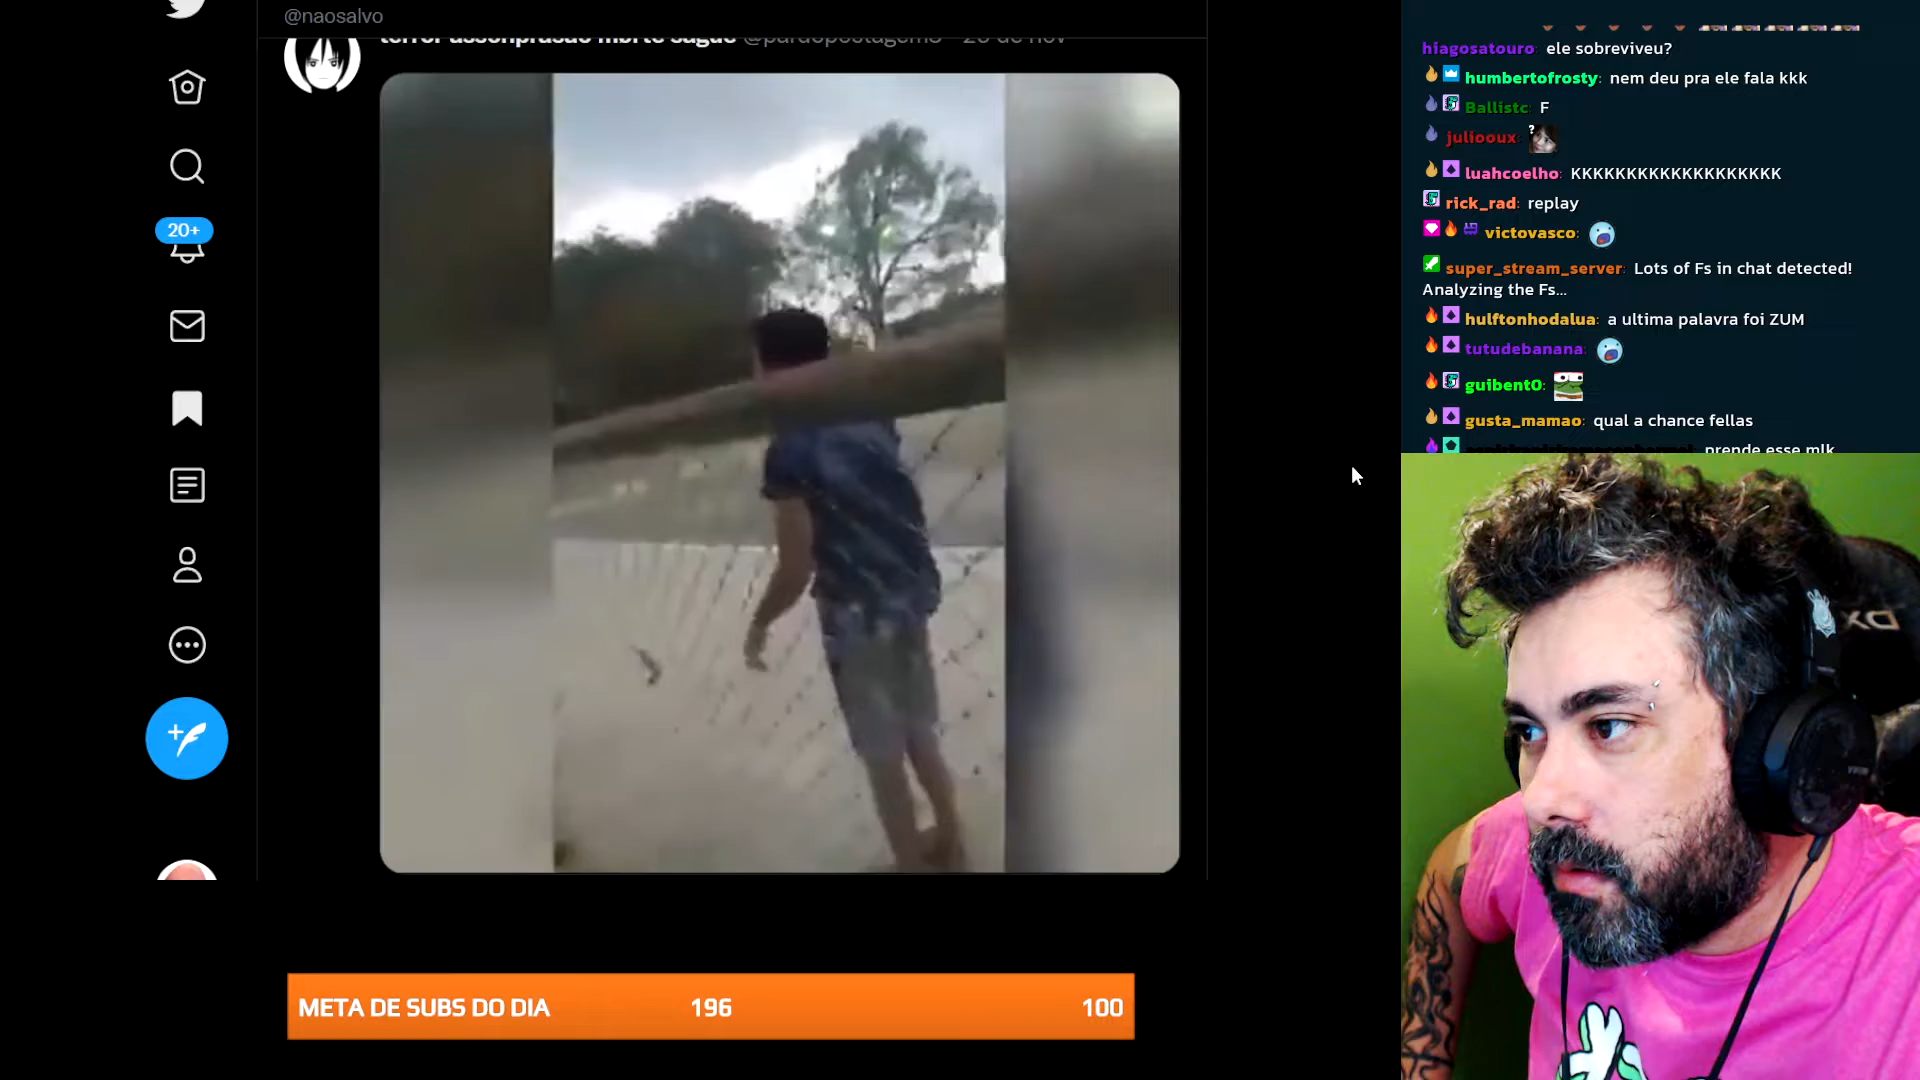 @naosalvo
20+
hiagosatouro: ele sobreviveu?
humbertofrosty: nem deu pra ele fala kkk
Ballistc: F
juliooux:
luahcoelho: KKKKKKKKKKKKKKKKKKK
rick_rad: replay
victovasco:
super_stream_server: Lots of Fs in chat detected!
Analyzing the Fs...
hulftonhodalua: a ultima palavra foi ZUM
tutudebanana:
guibent0:
gusta_mamao: qual a chance fellas
prende esse mlk
META DE SUBS DO DIA 196 100